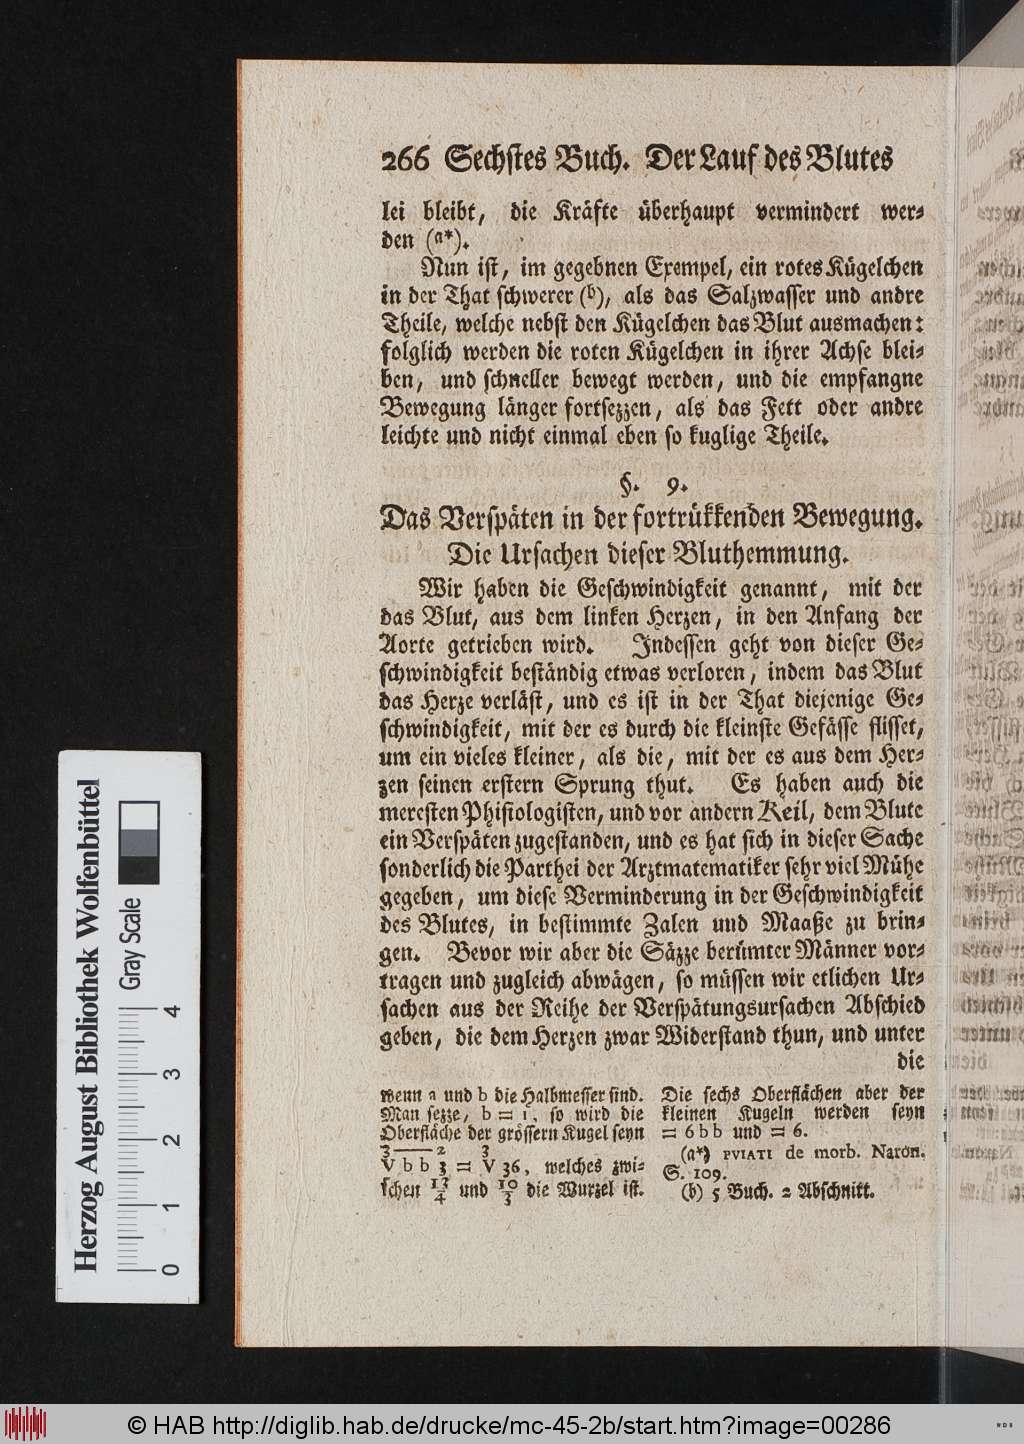 266 Sechstes Buch. Der Lauf des Blutes
lei bleibt, die Kräfte überhaupt vermindert wer-
den (a*).
Nun ist, im gegebnen Exempel, ein rotes Kügelchen
in der That schwerer (b), als das Salzwasser und andre
Theile, welche nebst den Kügelchen das Blut ausmachen:
folglich werden die roten Kügelchen in ihrer Achse blei-
ben, und schneller bewegt werden, und die empfangne
Bewegung länger fortsezzen, als das Fett oder andre
leichte und nicht einmal eben so kuglige Theile.
§. 9.
Das Verspäten in der fortrükkenden Bewegung.
Die Ursachen dieser Bluthemmung.
Wir haben die Geschwindigkeit genannt, mit der
das Blut, aus dem linken Herzen, in den Anfang der
Aorte getrieben wird. Indessen geht von dieser Ge-
schwindigkeit beständig etwas verloren, indem das Blut
das Herze verläst, und es ist in der That diejenige Ge-
schwindigkeit, mit der es durch die kleinste Gefässe flisset,
um ein vieles kleiner, als die, mit der es aus dem Her-
zen seinen erstern Sprung thut. Es haben auch die
meresten Phisiologisten, und vor andern Keil, dem Blute
ein Verspäten zugestanden, und es hat sich in dieser Sache
sonderlich die Parthei der Arztmatematiker sehr viel Mühe
gegeben, um diese Verminderung in der Geschwindigkeit
des Blutes, in bestimmte Zalen und Maaße zu brin-
gen. Bevor wir aber die Säzze berümter Männer vor-
tragen und zugleich abwägen, so müssen wir etlichen Ur-
sachen aus der Reihe der Verspätungsursachen Abschied
geben, die dem Herzen zwar Widerstand thun, und unter
die
wenn a und b die Halbmesser sind.
Man sezze, b = 1, so wird die
Oberfläche der grössern Kugel seyn
3 2 3
V b b 3 = V 36, welches zwi-
schen 13/4 und 10/3 die Wurzel ist.
Die sechs Oberflächen aber der
kleinen Kugeln werden seyn
= 6 b b und = 6.
(a*) PVIATI de morb. Naron.
S. 109.
(b) 5 Buch. 2 Abschnitt.
Herzog August Bibliothek Wolfenbüttel
Gray Scale
0 1 2 3 4
© HAB http://diglib.hab.de/drucke/mc-45-2b/start.htm?image=00286